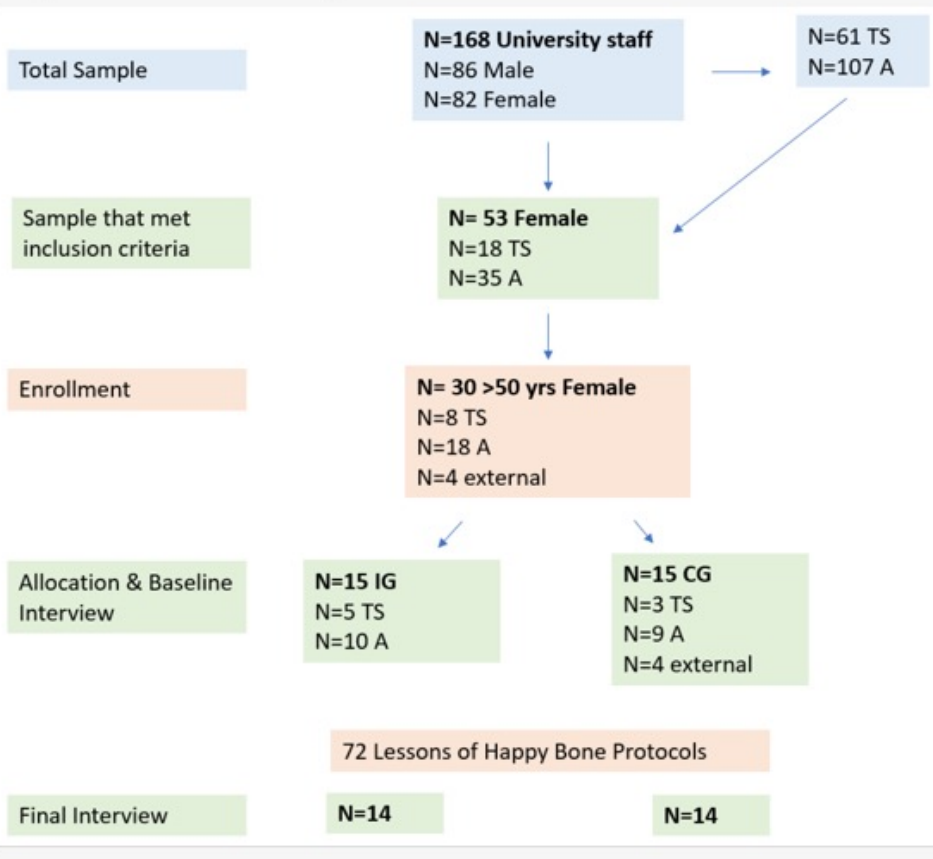 Total Sample
N=168 University staff
N=86 Male
N=82 Female
N=61 TS
N=107 A
Sample that met
inclusion criteria
N= 53 Female
N=18 TS
N=35 A
Enrollment
N= 30 >50 yrs Female
N=8 TS
N=18 A
N=4 external
Allocation & Baseline
Interview
N=15 IG
N=5 TS
N=10 A
N=15 CG
N=3 TS
N=9 A
N=4 external
72 Lessons of Happy Bone Protocols
Final Interview
N=14
N=14